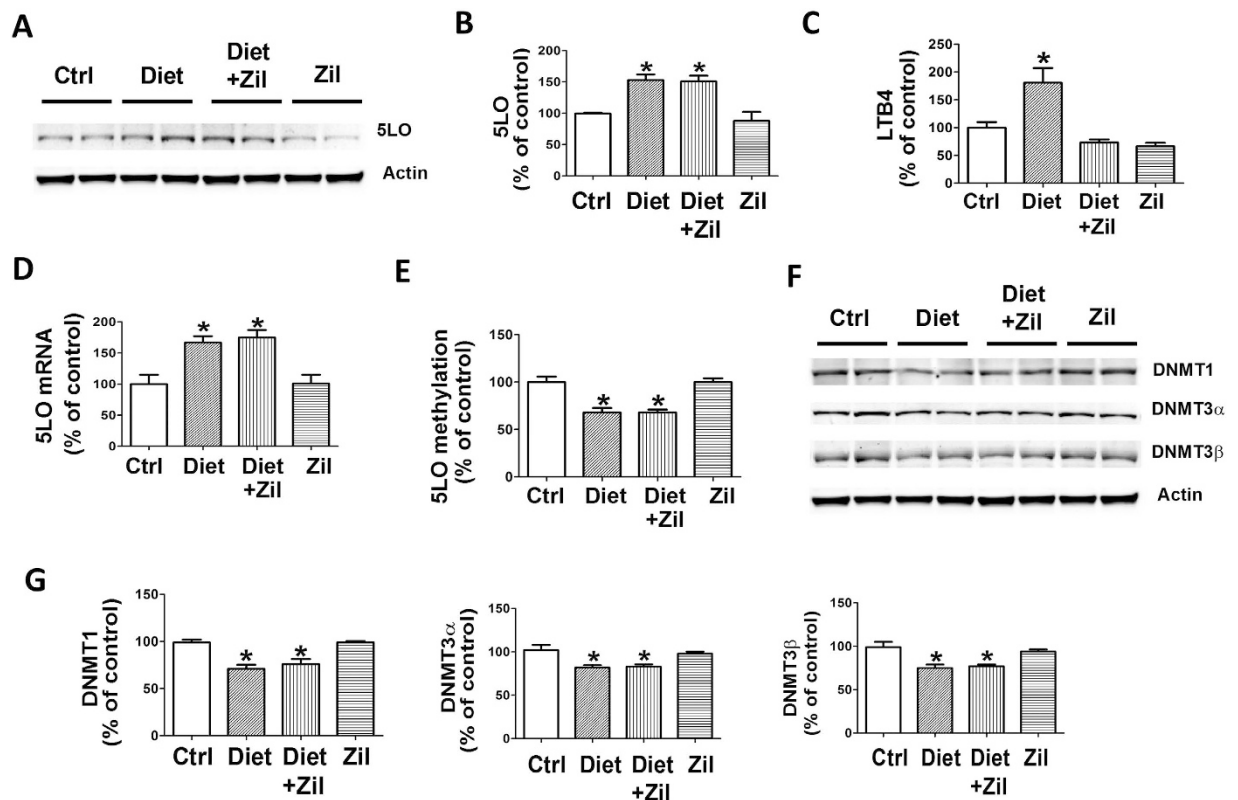 A
Ctrl Diet Diet +Zil Zil
5LO
Actin
B
5LO
(% of control)
200
150
100
50
0
* *
Ctrl Diet Diet +Zil Zil
C
LTB4
(% of control)
250
200
150
100
50
0
*
Ctrl Diet Diet +Zil Zil
D
5LO mRNA
(% of control)
200
150
100
50
0
* *
Ctrl Diet Diet +Zil Zil
E
5LO methylation
(% of control)
150
100
50
0
* *
Ctrl Diet Diet +Zil Zil
F
Ctrl Diet Diet +Zil Zil
DNMT1
DNMT3α
DNMT3β
Actin
G
DNMT1
(% of control)
150
100
50
0
* *
Ctrl Diet Diet +Zil Zil
DNMT3α
(% of control)
150
100
50
0
* *
Ctrl Diet Diet +Zil Zil
DNMT3β
(% of control)
150
100
50
0
* *
Ctrl Diet Diet +Zil Zil